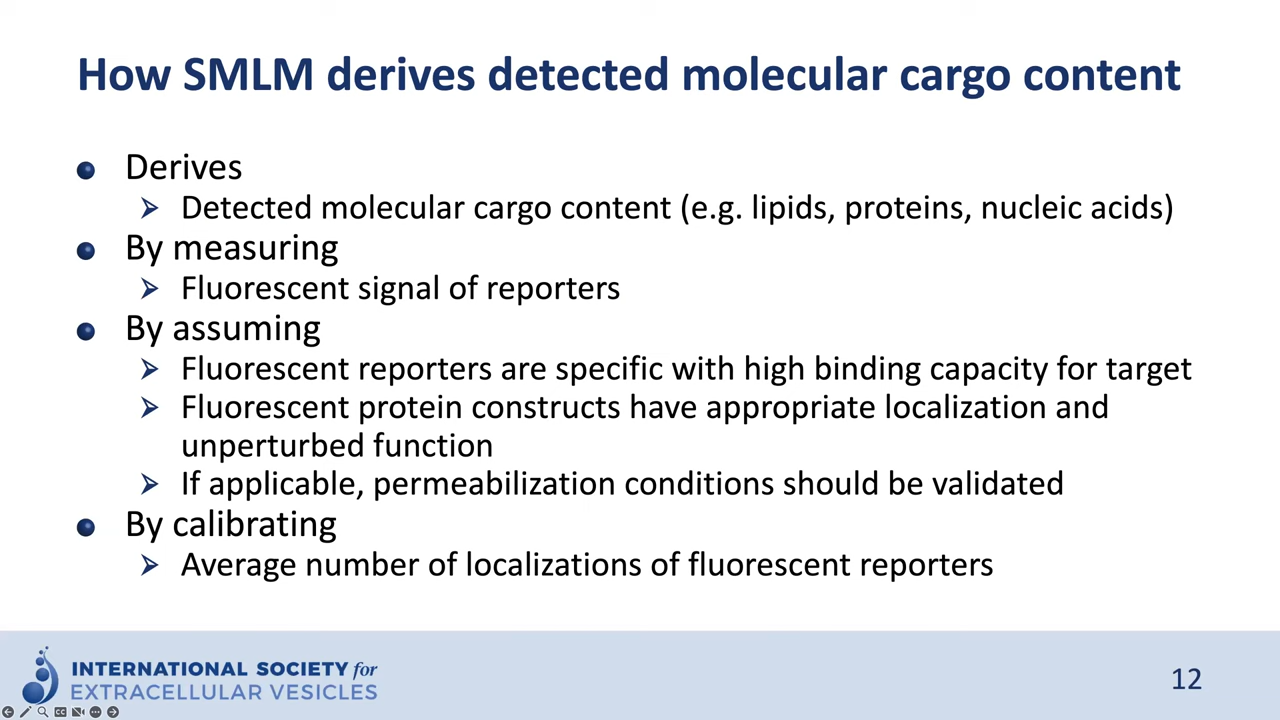 How SMLM derives detected molecular cargo content
Derives
Detected molecular cargo content (e.g. lipids, proteins, nucleic acids)
By measuring
Fluorescent signal of reporters
By assuming
Fluorescent reporters are specific with high binding capacity for target
Fluorescent protein constructs have appropriate localization and
unperturbed function
If applicable, permeabilization conditions should be validated
By calibrating
Average number of localizations of fluorescent reporters
INTERNATIONAL SOCIETY for
EXTRACELLULAR VESICLES
12
CC